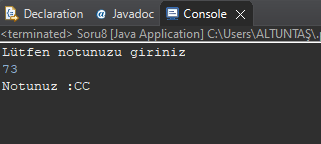 Declaration Javadoc Console
<terminated> Soru8 [Java Application] C:\Users\ALTUNTAŞ\.
Lütfen notunuzu giriniz
73
Notunuz :CC